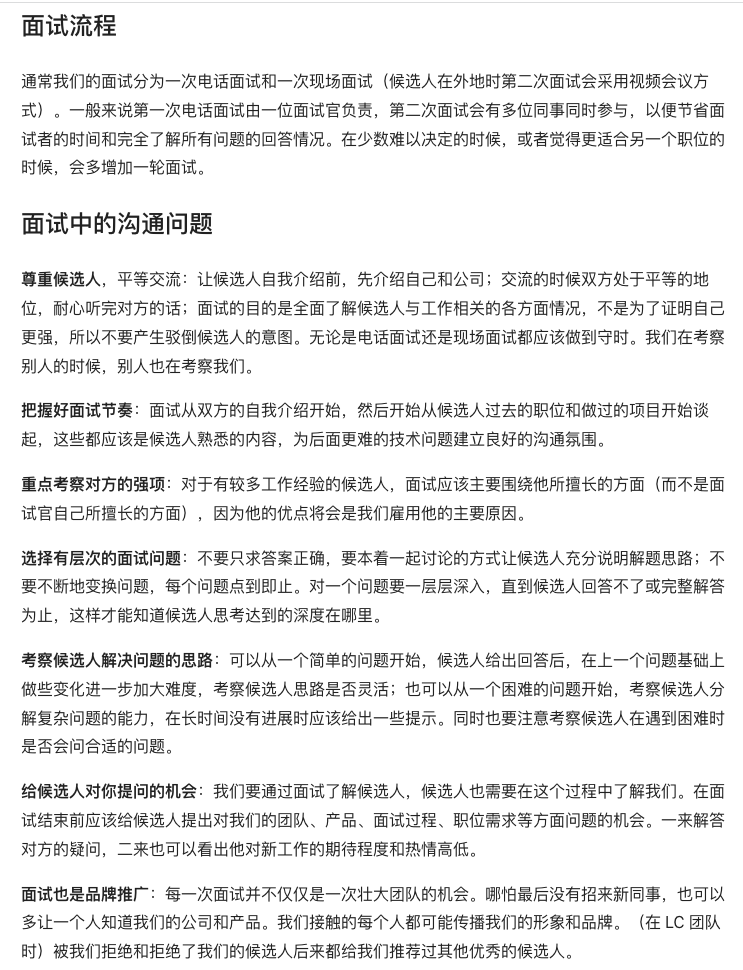 面试流程
通常我们的面试分为一次电话面试和一次现场面试（候选人在外地时第二次面试会采用视频会议方
式）。一般来说第一次电话面试由一位面试官负责，第二次面试会有多位同事同时参与，以便节省面
试者的时间和完全了解所有问题的回答情况。在少数难以决定的时候，或者觉得更适合另一个职位的
时候，会多增加一轮面试。
面试中的沟通问题
尊重候选人，平等交流：让候选人自我介绍前，先介绍自己和公司；交流的时候双方处于平等的地
位，耐心听完对方的话；面试的目的是全面了解候选人与工作相关的各方面情况，不是为了证明自己
更强，所以不要产生驳倒候选人的意图。无论是电话面试还是现场面试都应该做到守时。我们在考察
别人的时候，别人也在考察我们。
把握好面试节奏：面试从双方的自我介绍开始，然后开始从候选人过去的职位和做过的项目开始谈
起，这些都应该是候选人熟悉的内容，为后面更难的技术问题建立良好的沟通氛围。
重点考察对方的强项：对于有较多工作经验的候选人，面试应该主要围绕他所擅长的方面（而不是面
试官自己所擅长的方面），因为他的优点将会是我们雇用他的主要原因。
选择有层次的面试问题：不要只求答案正确，要本着一起讨论的方式让候选人充分说明解题思路；不
要不断地变换问题，每个问题点到即止。对一个问题要一层层深入，直到候选人回答不了或完整解答
为止，这样才能知道候选人思考达到的深度在哪里。
考察候选人解决问题的思路：可以从一个简单的问题开始，候选人给出回答后，在上一个问题基础上
做些变化进一步加大难度，考察候选人思路是否灵活；也可以从一个困难的问题开始，考察候选人分
解复杂问题的能力，在长时间没有进展时应该给出一些提示。同时也要注意考察候选人在遇到困难时
是否会问合适的问题。
给候选人对你提问的机会：我们要通过面试了解候选人，候选人也需要在这个过程中了解我们。在面
试结束前应该给候选人提出对我们的团队、产品、面试过程、职位需求等方面问题的机会。一来解答
对方的疑问，二来也可以看出他对新工作的期待程度和热情高低。
面试也是品牌推广：每一次面试并不仅仅是一次壮大团队的机会。哪怕最后没有招来新同事，也可以
多让一个人知道我们的公司和产品。我们接触的每个人都可能传播我们的形象和品牌。（在 LC 团队
时）被我们拒绝和拒绝了我们的候选人后来都给我们推荐过其他优秀的候选人。